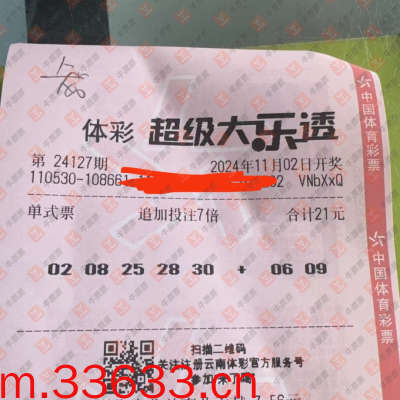 体彩 超级大乐透
第 24127期 2024年11月02日开奖
110530-108661 02 VNbXxQ
单式票 追加投注7倍 合计21元
02 08 25 28 30 + 06 09
扫描二维码
关注云南体彩官方服务号
m.33633.cn
中国体育彩票
中国体育彩票